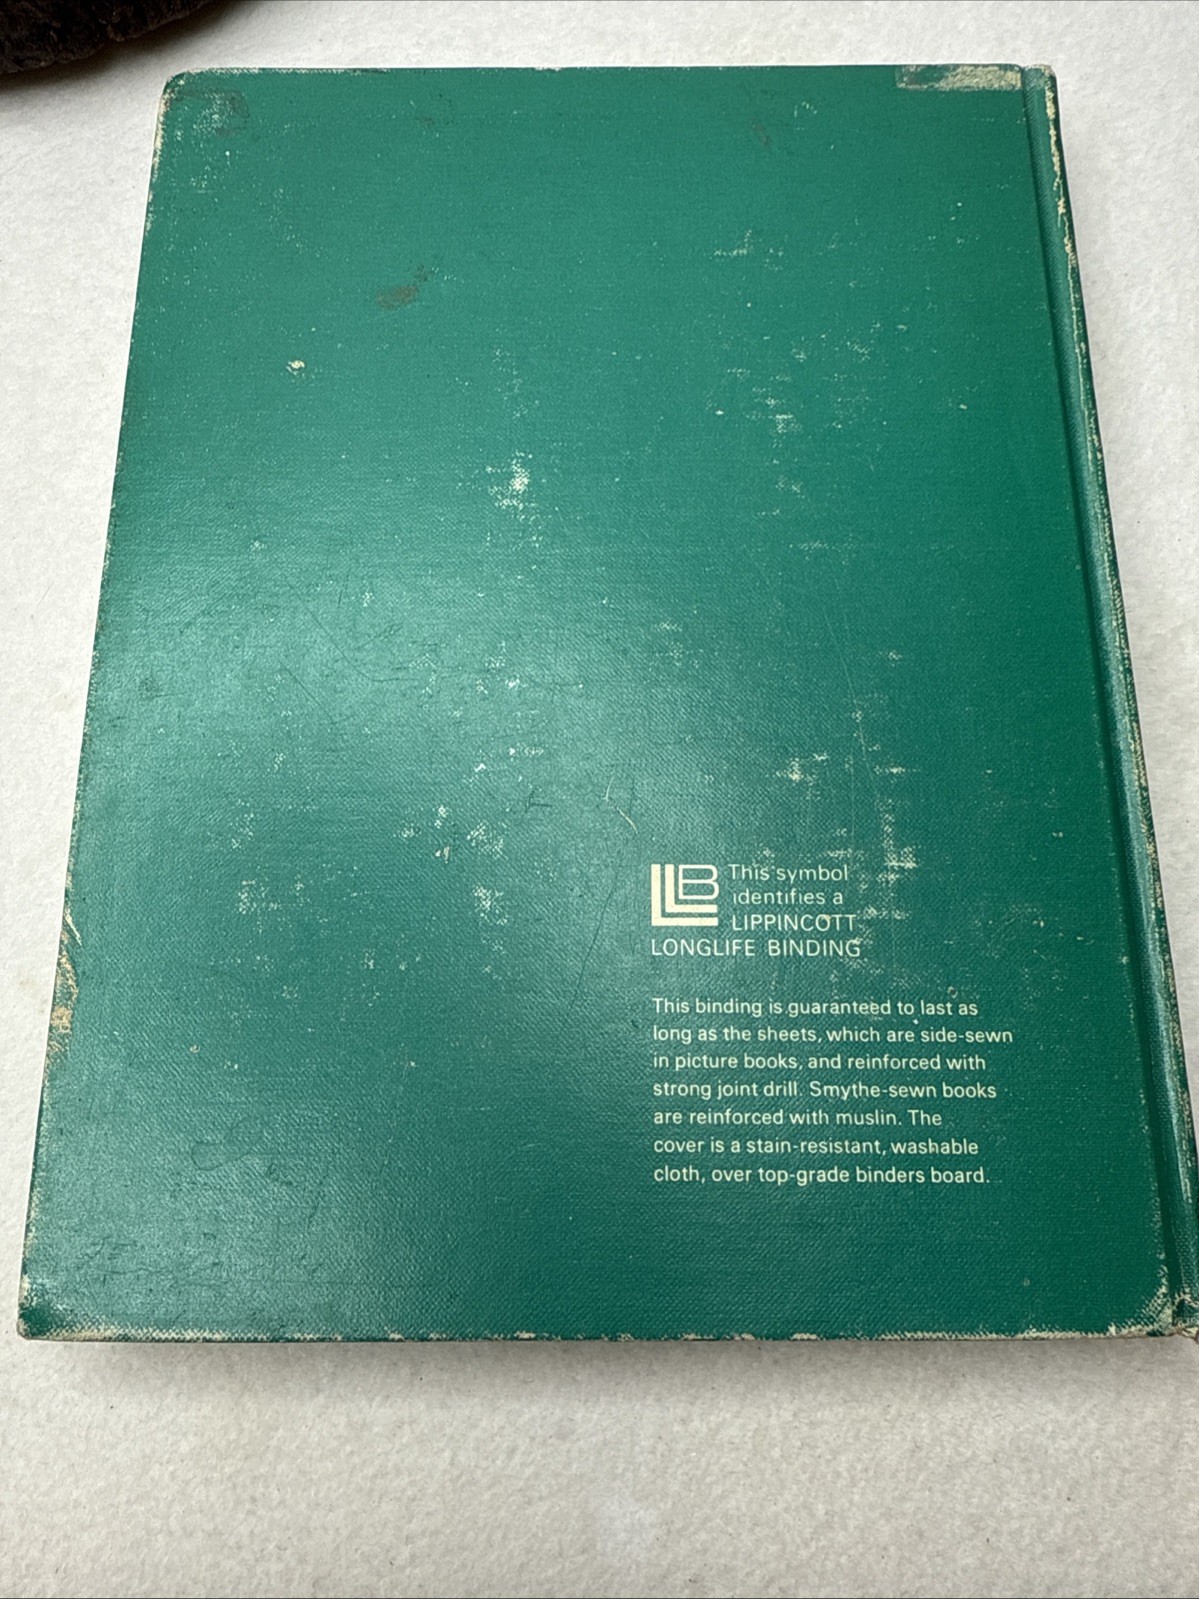 LLB This symbol
identifies a
LIPPINCOTT
LONGLIFE BINDING
This binding is guaranteed to last as
long as the sheets, which are side-sewn
in picture books, and reinforced with
strong joint drill. Smythe-sewn books
are reinforced with muslin. The
cover is a stain-resistant, washable
cloth, over top-grade binders board.